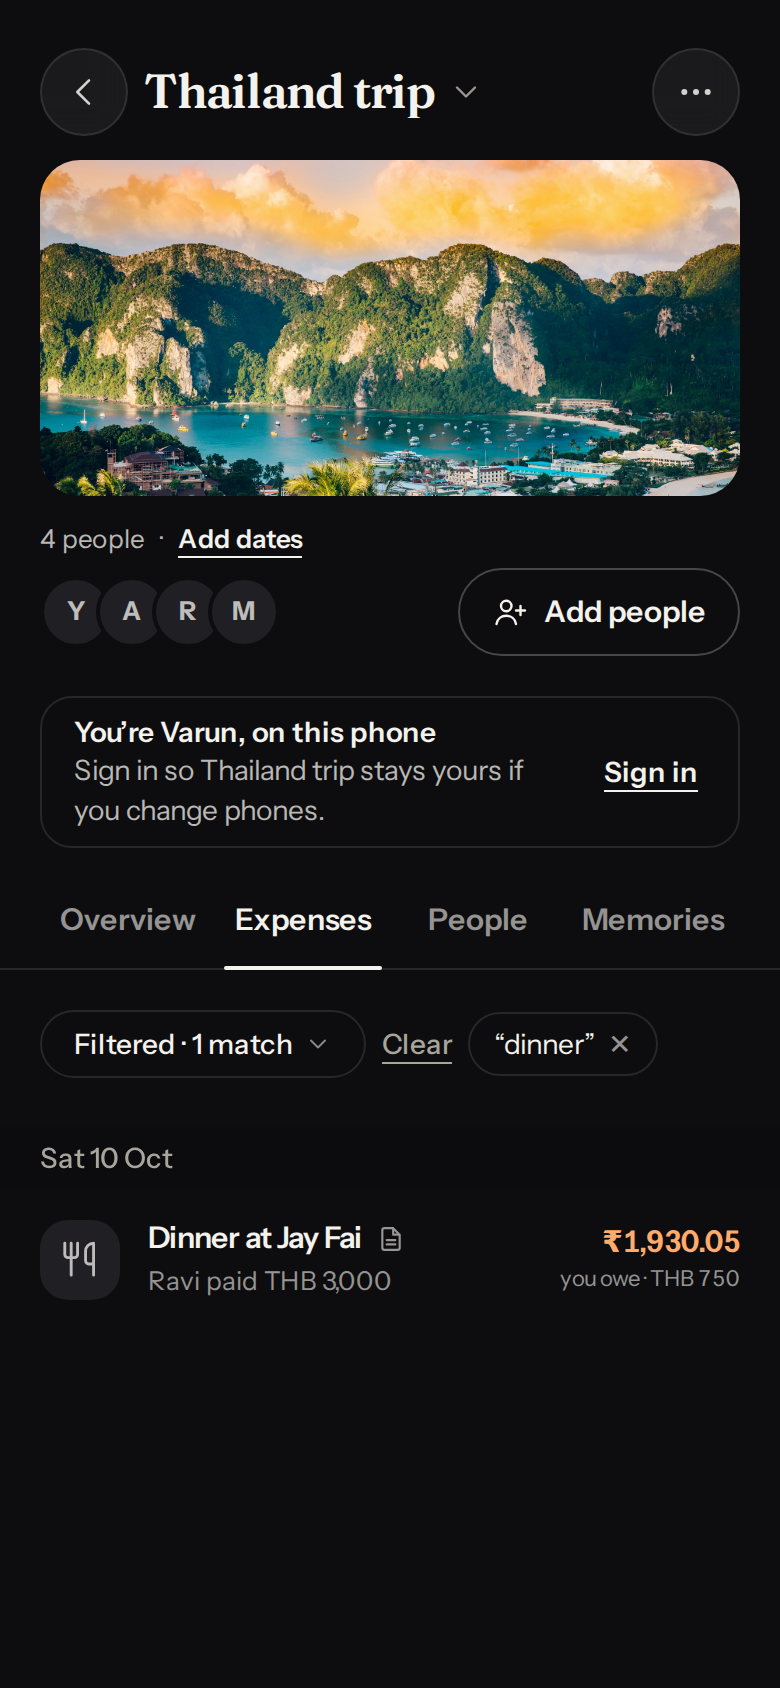 Thailand trip
4 people · Add dates
Y A R M
Add people
You’re Varun, on this phone
Sign in so Thailand trip stays yours if
you change phones.
Sign in
Overview Expenses People Memories
Filtered · 1 match Clear “dinner”
Sat 10 Oct
Dinner at Jay Fai ₹1,930.05
Ravi paid THB 3,000 you owe · THB 750